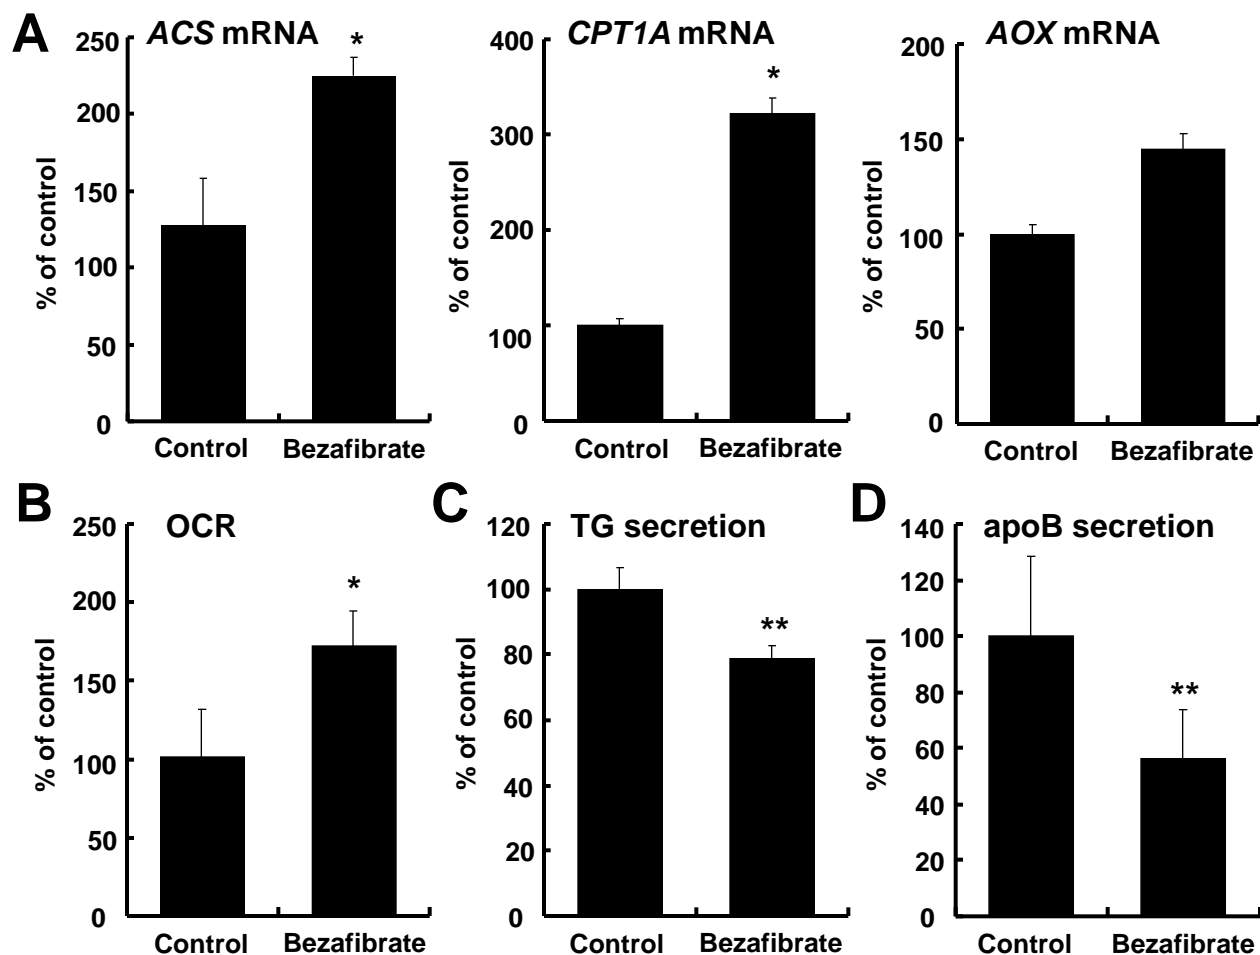 A
ACS mRNA
*
250
200
150
100
50
0
% of control
Control
Bezafibrate
CPT1A mRNA
*
400
300
200
100
0
% of control
Control
Bezafibrate
AOX mRNA
200
150
100
50
0
% of control
Control
Bezafibrate
B
OCR
*
250
200
150
100
50
0
% of control
Control
Bezafibrate
C
TG secretion
**
120
100
80
60
40
20
0
% of control
Control
Bezafibrate
D
apoB secretion
**
140
120
100
80
60
40
20
0
% of control
Control
Bezafibrate